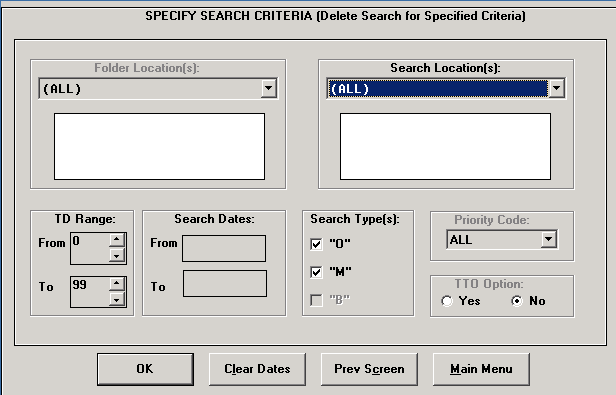 SPECIFY SEARCH CRITERIA (Delete Search for Specified Criteria)
Folder Location(s):
(ALL)
Search Location(s):
(ALL)
TD Range:
From 0
To 99
Search Dates:
From
To
Search Type(s):
"O"
"M"
"B"
Priority Code:
ALL
TTO Option:
Yes No
OK Clear Dates Prev Screen Main Menu